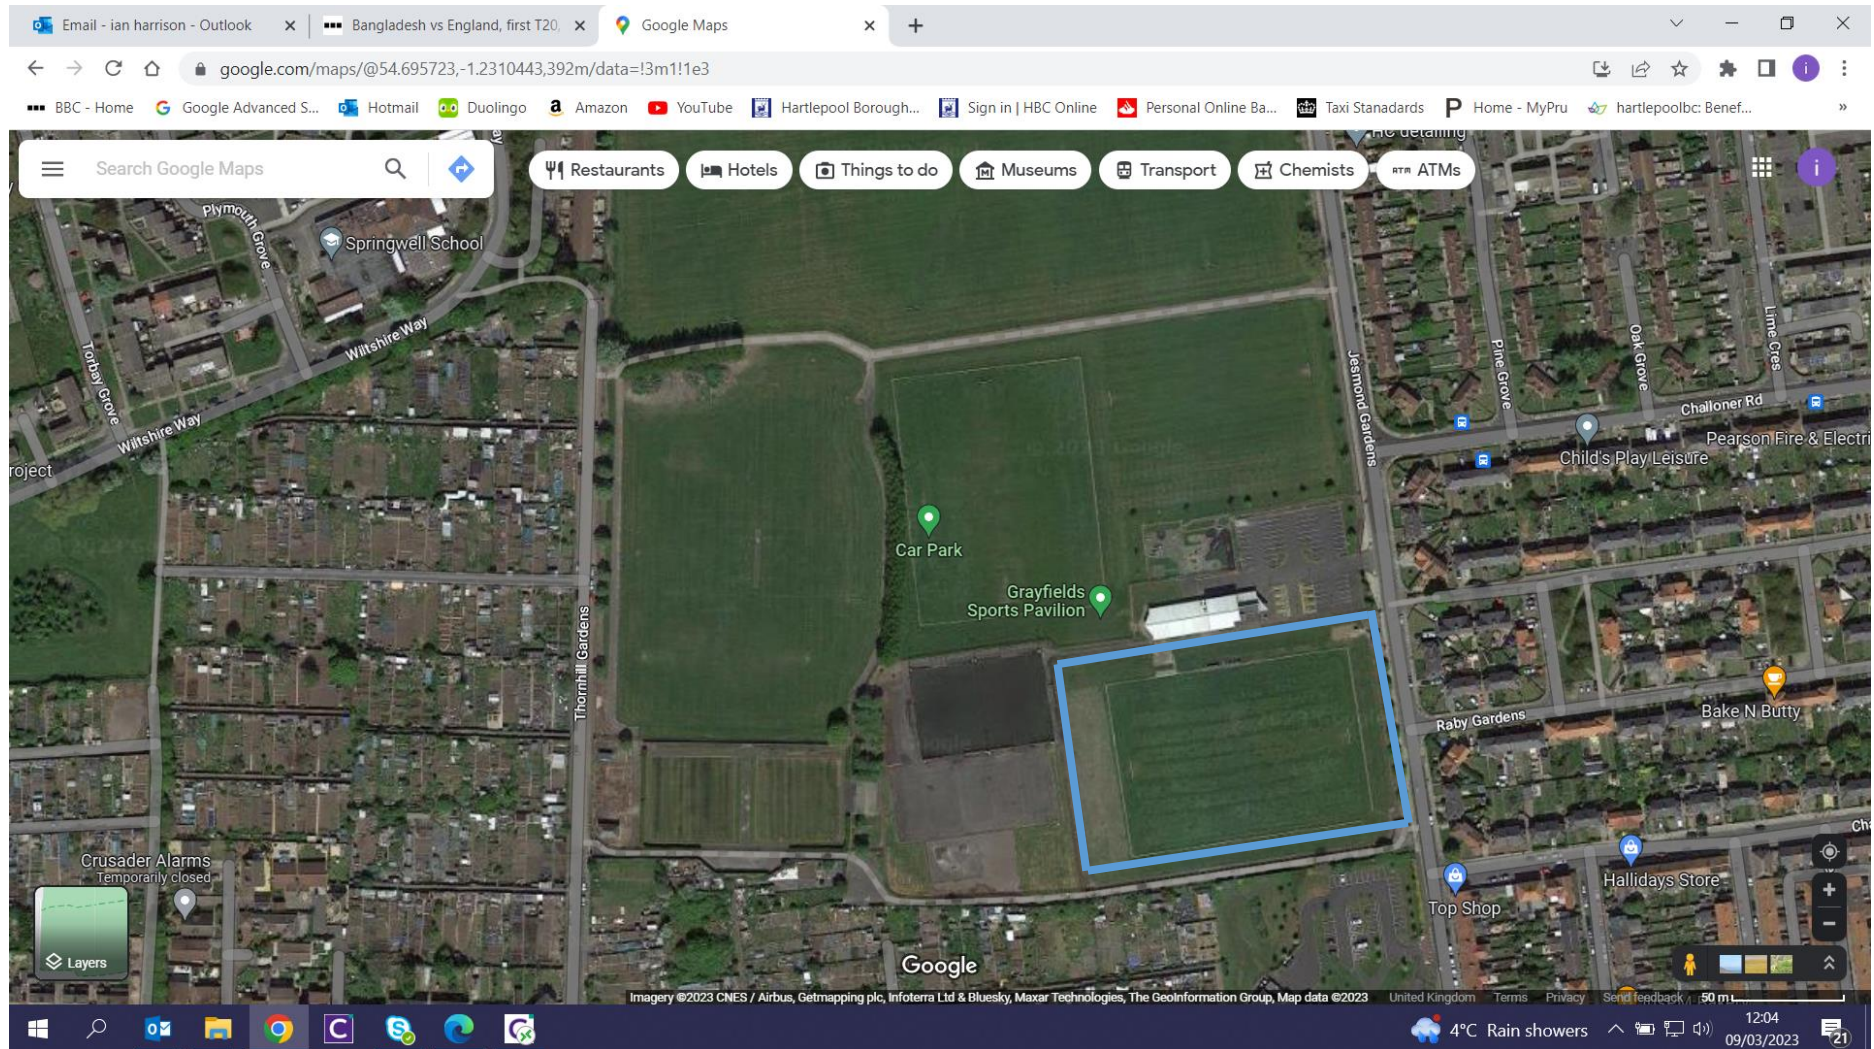 Email - ian harrison - Outlook
Bangladesh vs England, first T20,
Google Maps
google.com/maps/@54.695723,-1.2310443,392m/data=!3m1!1e3
BBC - Home
Google Advanced S...
Hotmail
Duolingo
Amazon
YouTube
Hartlepool Borough...
Sign in | HBC Online
Personal Online Ba...
Taxi Stanadards
Home - MyPru
hartlepoolbc: Benef...
»
HC detailing
Search Google Maps
Restaurants
Hotels
Things to do
Museums
Transport
Chemists
ATM ATMs
i
Plymouth Grove
Springwell School
Wiltshire Way
Torbay Grove
Wiltshire Way
roject
Jesmond Gardens
Pine Grove
Oak Grove
Lime Cres
Challoner Rd
Pearson Fire & Electri
Child's Play Leisure
Car Park
Grayfields
Sports Pavilion
Thornhill Gardens
Raby Gardens
Bake N Butty
Crusader Alarms
Temporarily closed
Cha
Hallidays Store
Top Shop
Layers
Google
Imagery ©2023 CNES / Airbus, Getmapping plc, Infoterra Ltd & Bluesky, Maxar Technologies, The GeoInformation Group, Map data ©2023
United Kingdom
Terms
Privacy
Send feedback
50 m
4°C Rain showers
12:04
09/03/2023
21